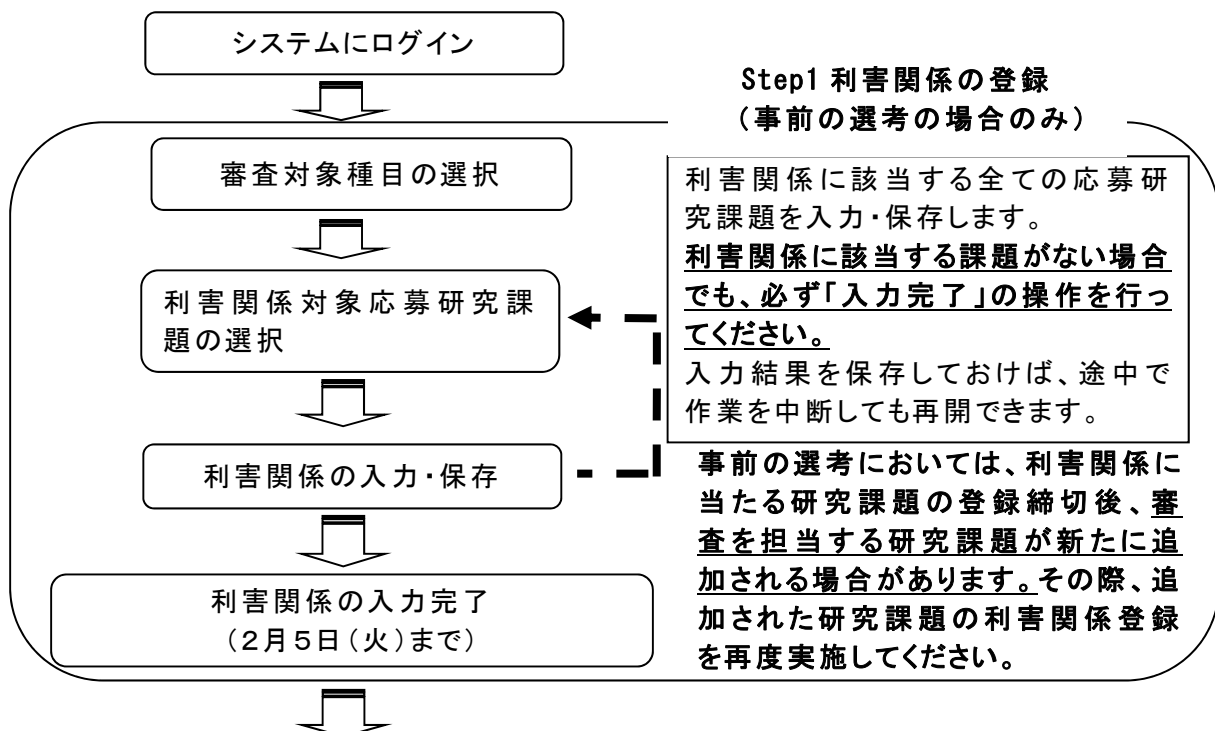 システムにログイン
Step1 利害関係の登録
（事前の選考の場合のみ）
審査対象種目の選択
利害関係対象応募研究課
題の選択
利害関係の入力・保存
利害関係の入力完了
（２月５日（火）まで）
利害関係に該当する全ての応募研
究課題を入力・保存します。
利害関係に該当する課題がない場合
でも、必ず「入力完了」の操作を行っ
てください。
入力結果を保存しておけば、途中で
作業を中断しても再開できます。
事前の選考においては、利害関係に
当たる研究課題の登録締切後、審
査を担当する研究課題が新たに追
加される場合があります。その際、追
加された研究課題の利害関係登録
を再度実施してください。